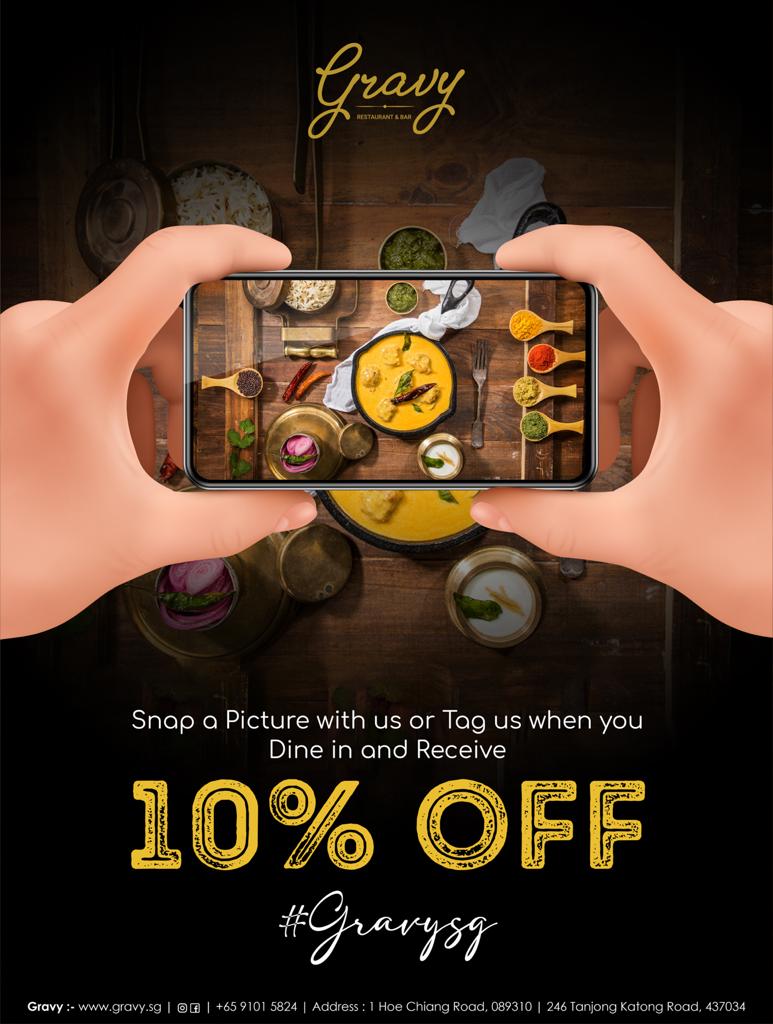 Gravy
RESTAURANT & BAR
Snap a Picture with us or Tag us when you
Dine in and Receive
10% OFF
#Gravysg
Gravy :- www.gravy.sg | | +65 9101 5824 | Address : 1 Hoe Chiang Road, 089310 | 246 Tanjong Katong Road, 437034